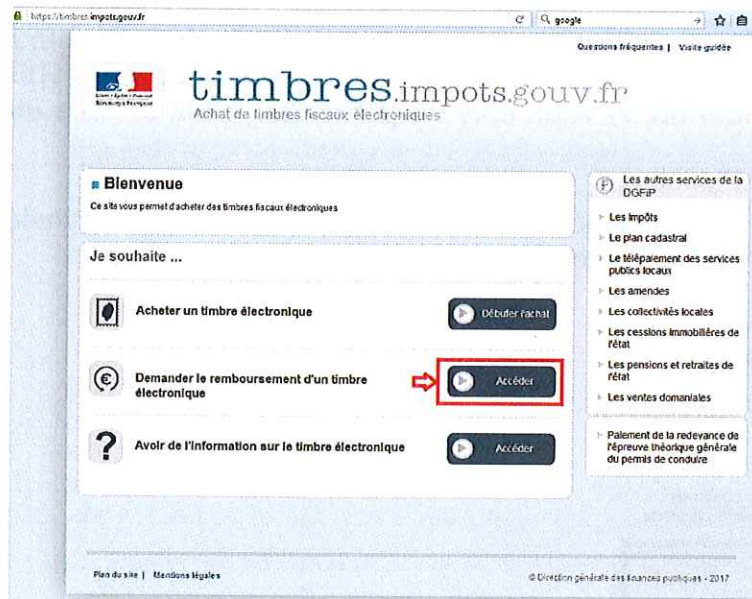 https://timbres.impots.gouv.fr
google
Questions fréquentes | Visite guidée
Liberté • Égalité • Fraternité
RÉPUBLIQUE FRANÇAISE
timbres.impots.gouv.fr
Achat de timbres fiscaux électroniques
Bienvenue
Ce site vous permet d'acheter des timbres fiscaux électroniques
Je souhaite ...
Acheter un timbre électronique
Débuter l'achat
Demander le remboursement d'un timbre
électronique
Accéder
Avoir de l'information sur le timbre électronique
Accéder
Les autres services de la
DGFiP
Les impôts
Le plan cadastral
Le télépaiement des services
publics locaux
Les amendes
Les collectivités locales
Les cessions immobilières de
l'état
Les pensions et retraites de
l'état
Les ventes domaniales
Paiement de la redevance de
l'épreuve théorique générale
du permis de conduire
Plan du site | Mentions légales
© Direction générale des finances publiques - 2017